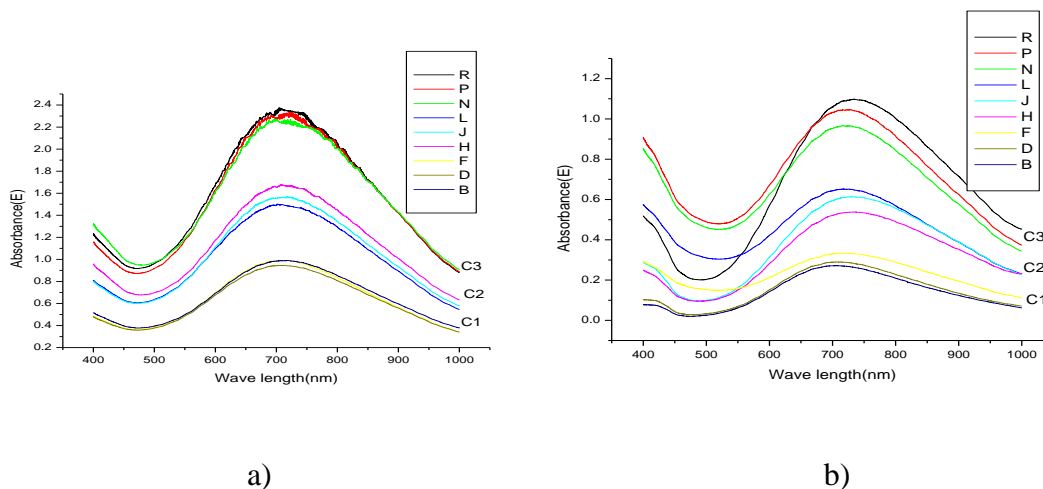 R
P
N
L
J
H
F
D
B
2.4
2.2
2.0
1.8
1.6
1.4
1.2
1.0
0.8
0.6
0.4
0.2
Absorbance(E)
C3
C2
C1
400 500 600 700 800 900 1000
Wave length(nm)
a)
R
P
N
L
J
H
F
D
B
1.2
1.0
0.8
0.6
0.4
0.2
0.0
Absorbance(E)
C3
C2
C1
400 500 600 700 800 900 1000
Wave length(nm)
b)